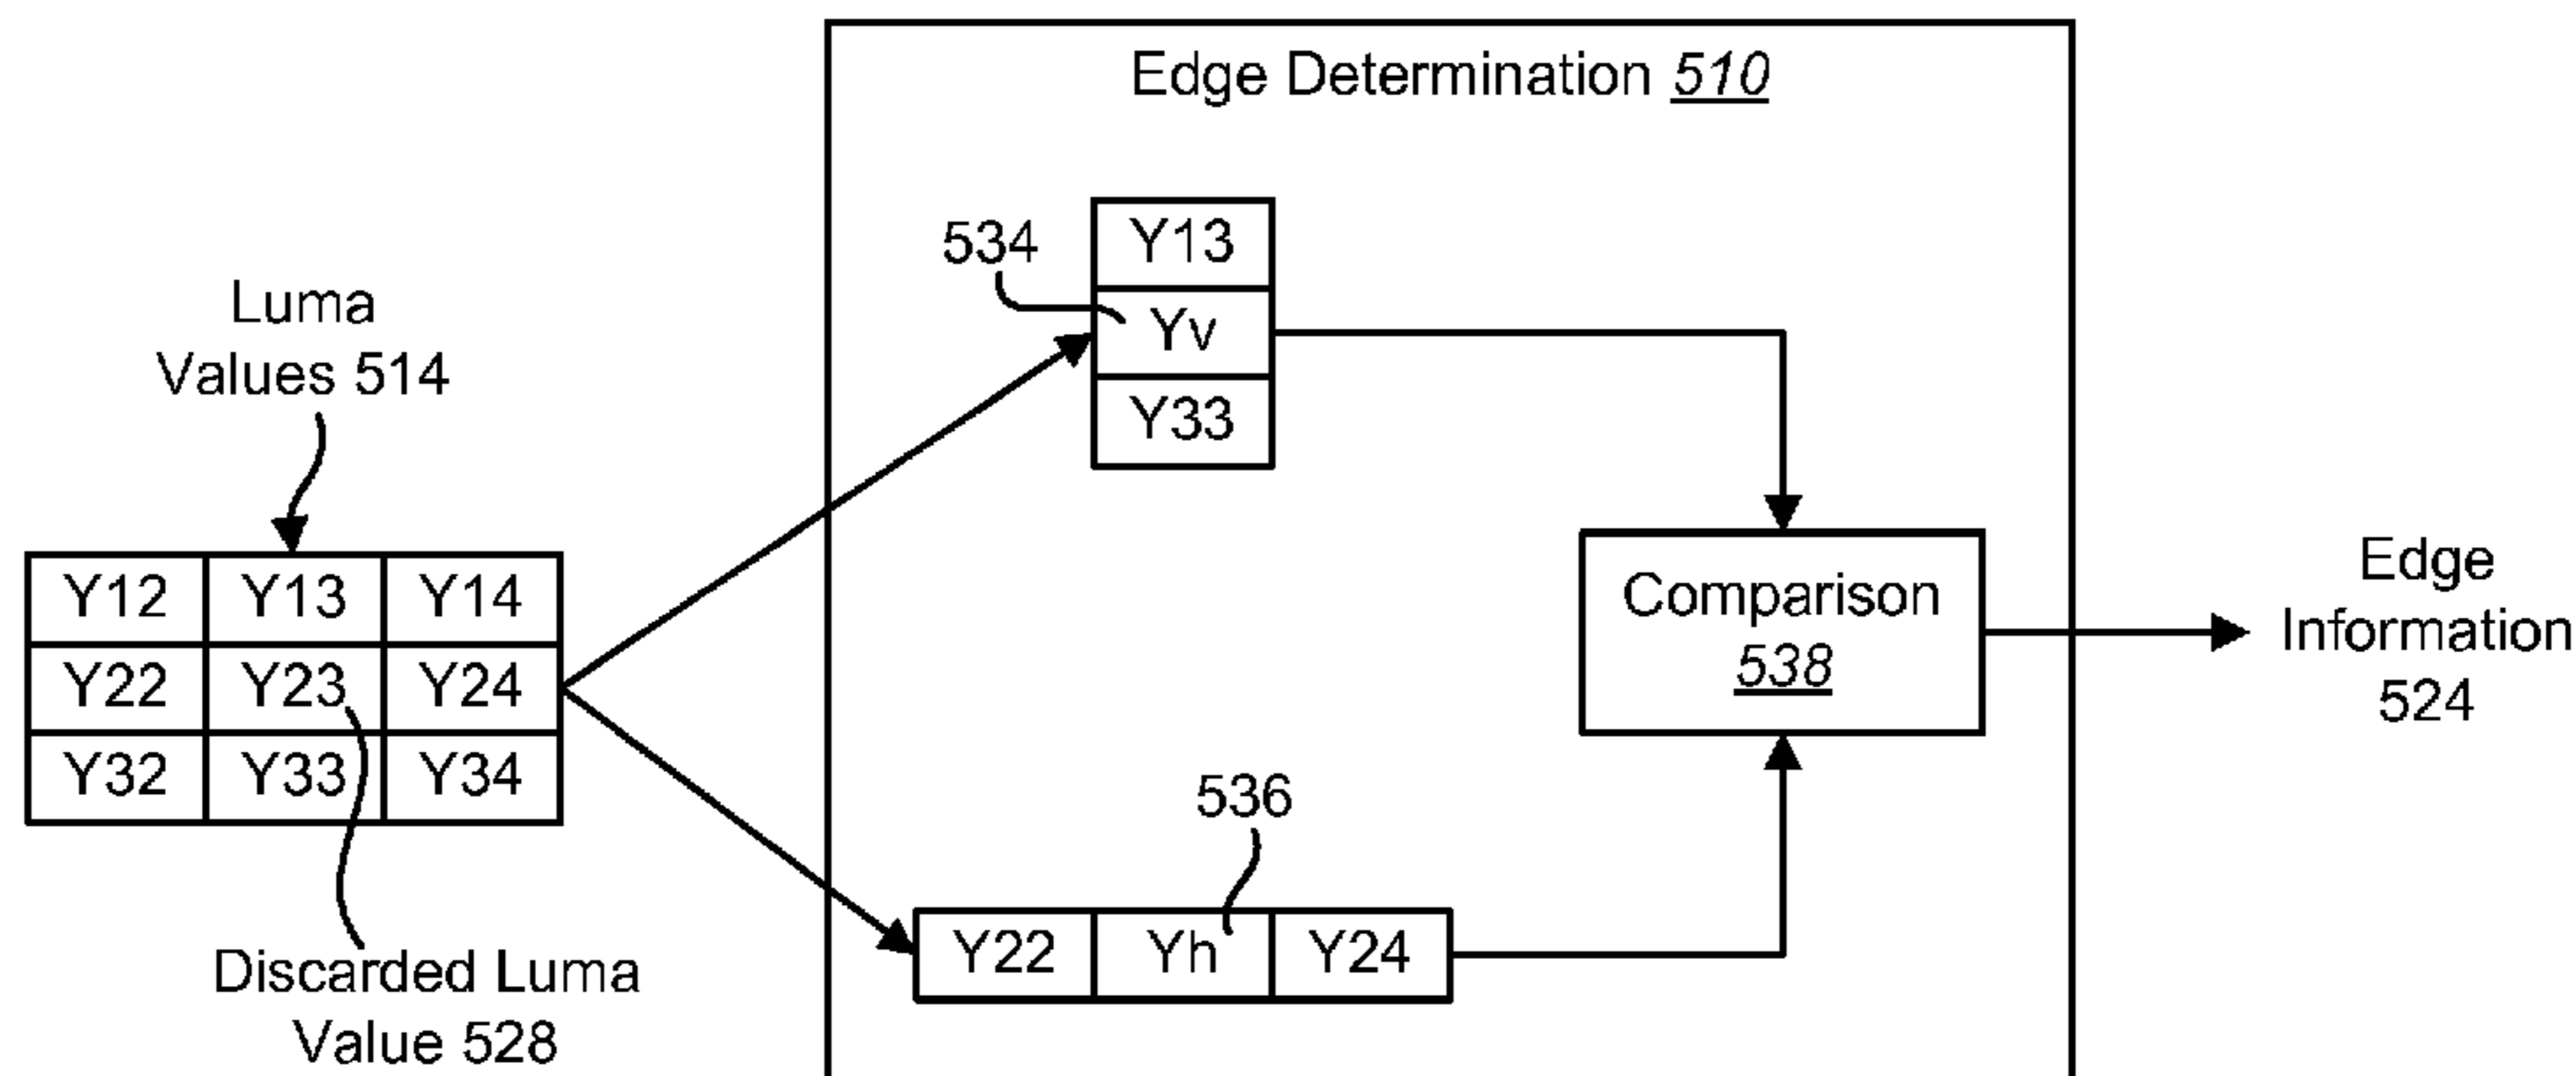 Edge Determination 510
534
Y13
Yv
Y33
Luma
Values 514
Y12 Y13 Y14
Y22 Y23 Y24
Y32 Y33 Y34
Discarded Luma
Value 528
536
Y22 Yh Y24
Comparison
538
Edge
Information
524